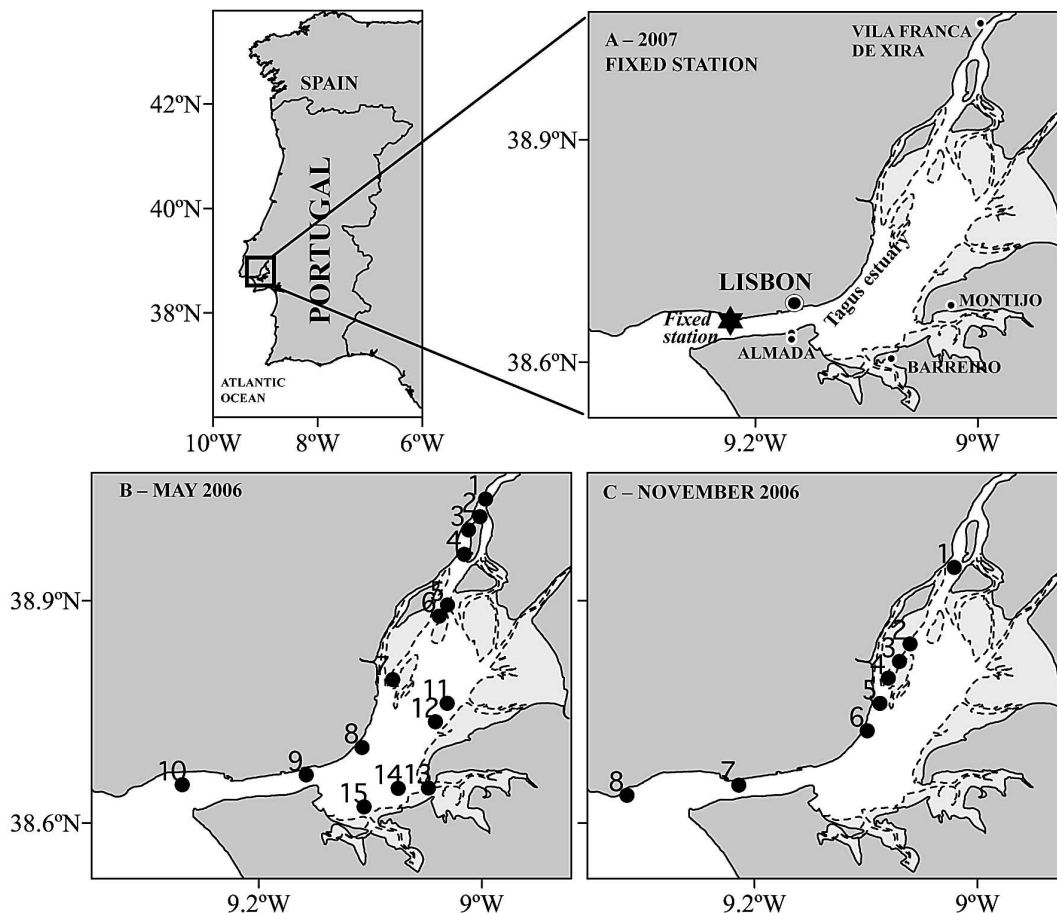 SPAIN
PORTUGAL
ATLANTIC
OCEAN
42ºN
40ºN
38ºN
10ºW
8ºW
6ºW
A – 2007
FIXED STATION
VILA FRANCA
DE XIRA
38.9ºN
38.6ºN
LISBON
Tagus estuary
Fixed
station
ALMADA
MONTIJO
BARREIRO
9.2ºW
9ºW
B – MAY 2006
1
2
3
4
5
6
7
8
9
10
11
12
13
14
15
38.9ºN
38.6ºN
9.2ºW
9ºW
C – NOVEMBER 2006
1
2
3
4
5
6
7
8
9.2ºW
9ºW